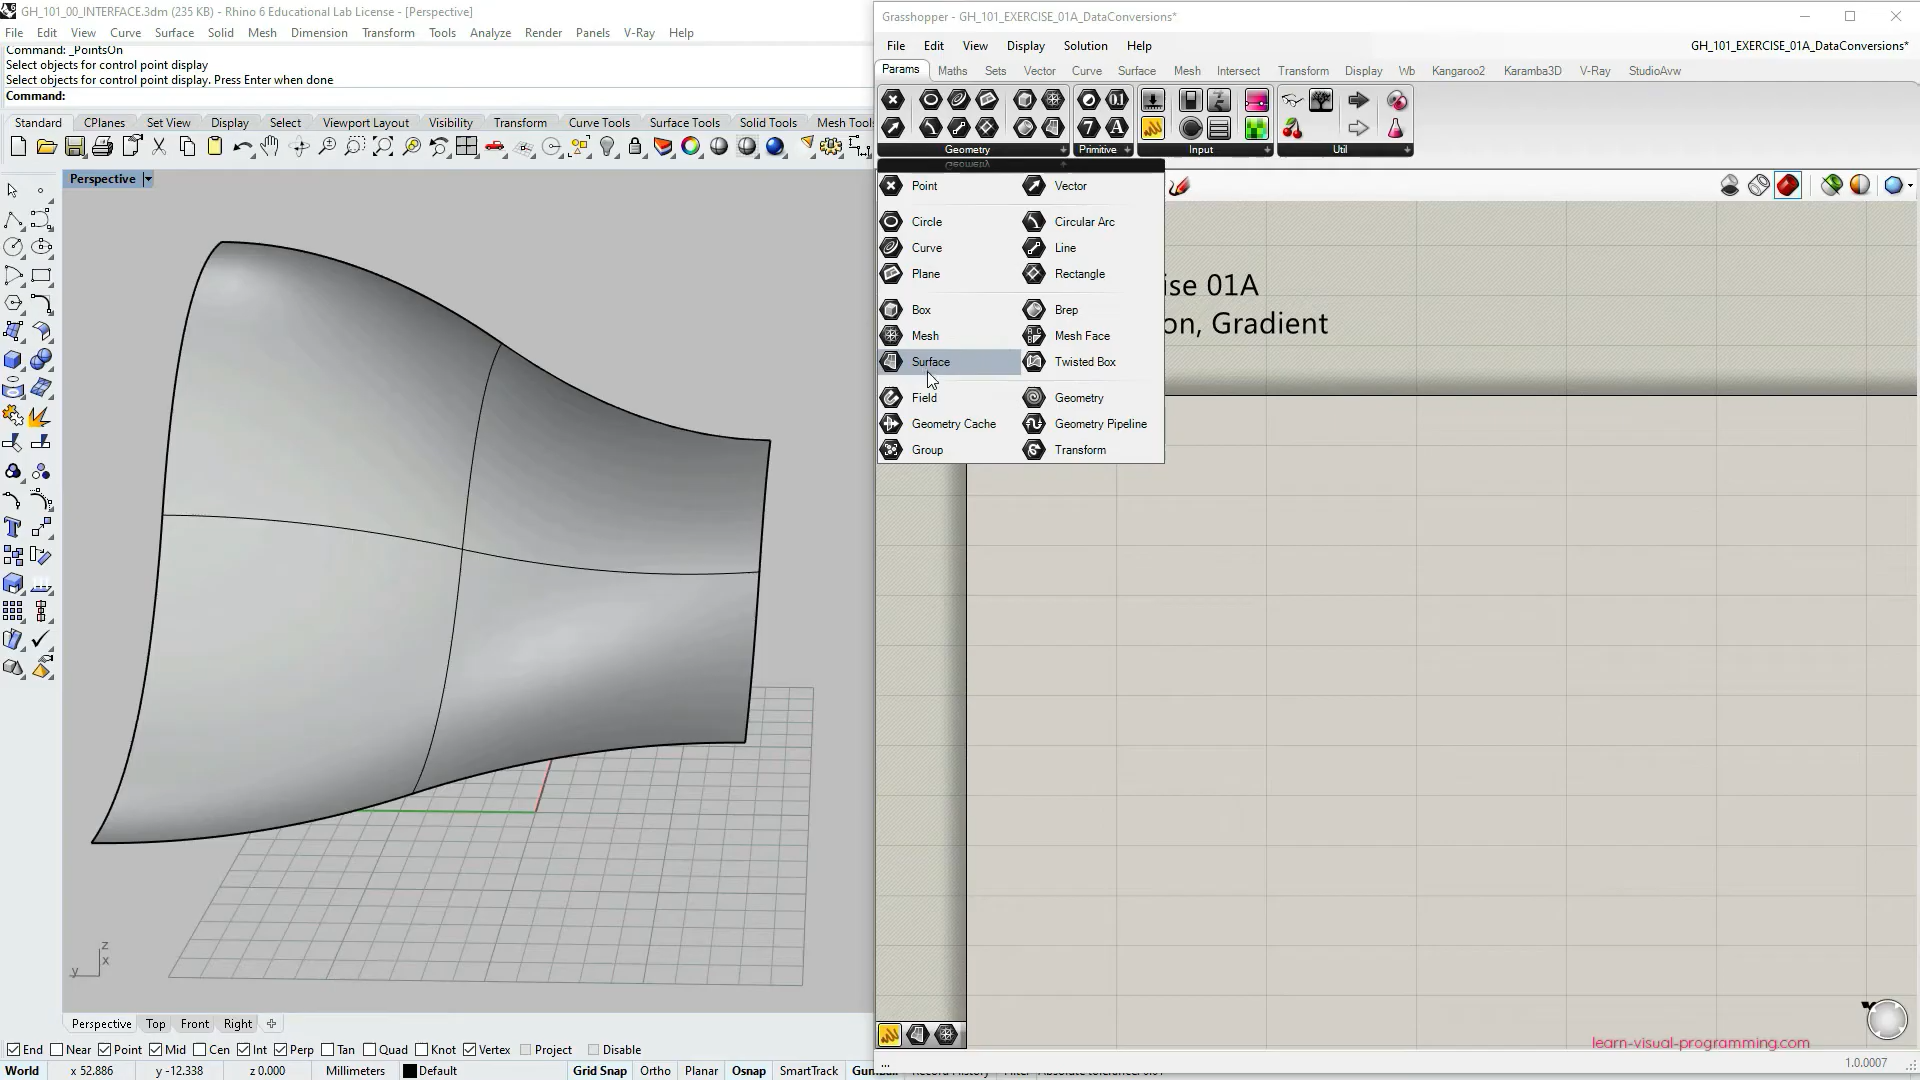 GH_101_00_INTERFACE.3dm (235 KB) - Rhino 6 Educational Lab License - [Perspective]
File Edit View Curve Surface Solid Mesh Dimension Transform Tools Analyze Render Panels V-Ray Help
Command: _PointsOn
Select objects for control point display
Select objects for control point display. Press Enter when done
Command:
Standard CPlanes Set View Display Select Viewport Layout Visibility Transform Curve Tools Surface Tools Solid Tools Mesh Tools
Perspective
z
x
y
Perspective Top Front Right
End Near Point Mid Cen Int Perp Tan Quad Knot Vertex Project Disable
World x 52.886 y -12.338 z 0.000 Millimeters Default Grid Snap Ortho Planar Osnap SmartTrack
Grasshopper - GH_101_EXERCISE_01A_DataConversions*
File Edit View Display Solution Help GH_101_EXERCISE_01A_DataConversions*
Params Maths Sets Vector Curve Surface Mesh Intersect Transform Display Wb Kangaroo2 Karamba3D V-Ray StudioAvw
Geometry Primitive Input Util
Geometry
Point Vector
Circle Circular Arc
Curve Line
Plane Rectangle
Box Brep
Mesh Mesh Face
Surface Twisted Box
Field Geometry
Geometry Cache Geometry Pipeline
Group Transform
ise 01A
on, Gradient
learn-visual-programming.com
...
1.0.0007